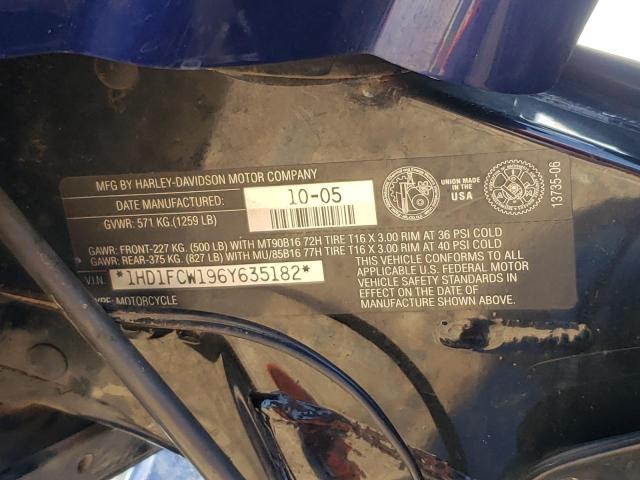 MFG BY HARLEY-DAVIDSON MOTOR COMPANY
DATE MANUFACTURED: 10-05
GVWR: 571 KG.(1259 LB)
UNION MADE IN THE USA
13735-06
GAWR: FRONT-227 KG. (500 LB) WITH MT90B16 72H TIRE T16 X 3.00 RIM AT 36 PSI COLD
GAWR: REAR-375 KG. (827 LB) WITH MU/85B16 77H TIRE T16 X 3.00 RIM AT 40 PSI COLD
V.I.N. *1HD1FCW196Y635182*
THIS VEHICLE CONFORMS TO ALL
APPLICABLE U.S. FEDERAL MOTOR
VEHICLE SAFETY STANDARDS IN
EFFECT ON THE DATE OF
MANUFACTURE SHOWN ABOVE.
TYPE: MOTORCYCLE